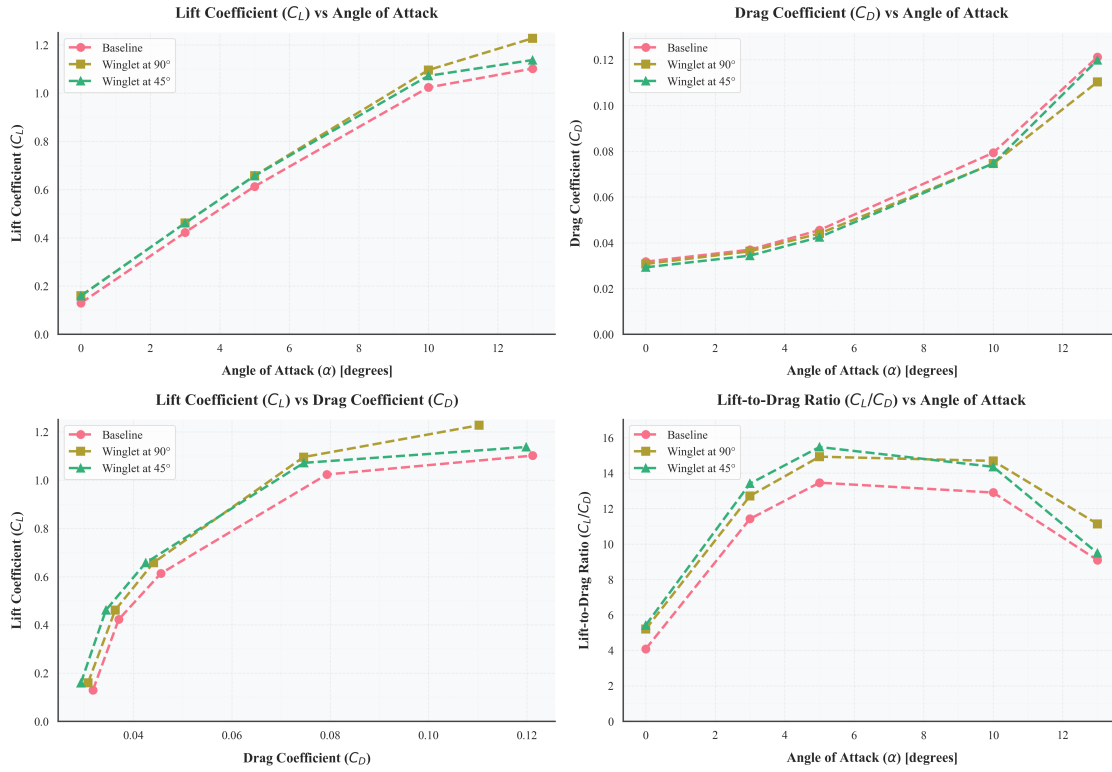 Lift Coefficient (C_L) vs Angle of Attack
Baseline
Winglet at 90°
Winglet at 45°
Lift Coefficient (C_L)
1.2
1.0
0.8
0.6
0.4
0.2
0.0
0 2 4 6 8 10 12
Angle of Attack (α) [degrees]
Drag Coefficient (C_D) vs Angle of Attack
Baseline
Winglet at 90°
Winglet at 45°
Drag Coefficient (C_D)
0.12
0.10
0.08
0.06
0.04
0.02
0.00
0 2 4 6 8 10 12
Angle of Attack (α) [degrees]
Lift Coefficient (C_L) vs Drag Coefficient (C_D)
Baseline
Winglet at 90°
Winglet at 45°
Lift Coefficient (C_L)
1.2
1.0
0.8
0.6
0.4
0.2
0.0
0.04 0.06 0.08 0.10 0.12
Drag Coefficient (C_D)
Lift-to-Drag Ratio (C_L/C_D) vs Angle of Attack
Baseline
Winglet at 90°
Winglet at 45°
Lift-to-Drag Ratio (C_L/C_D)
16
14
12
10
8
6
4
2
0
0 2 4 6 8 10 12
Angle of Attack (α) [degrees]